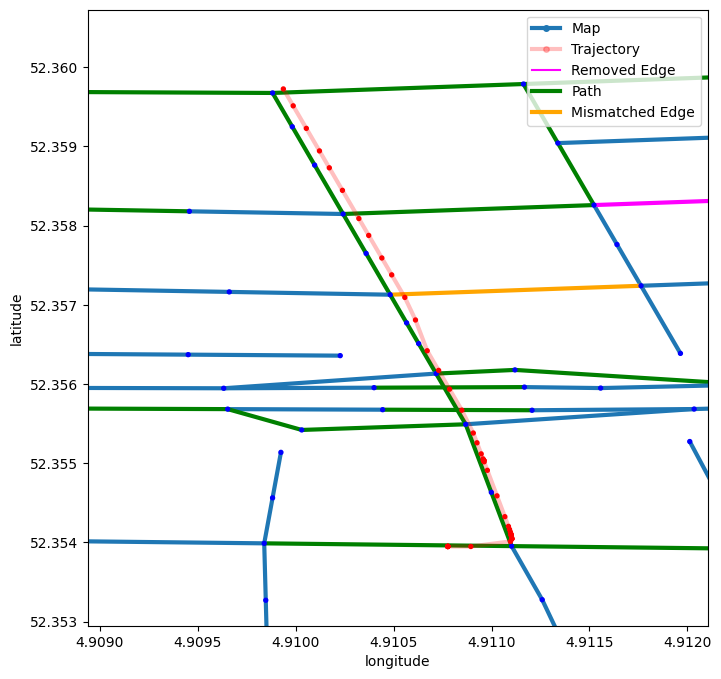 Map
Trajectory
Removed Edge
Path
Mismatched Edge
52.360
52.359
52.358
52.357
52.356
52.355
52.354
52.353
latitude
4.9090 4.9095 4.9100 4.9105 4.9110 4.9115 4.9120
longitude